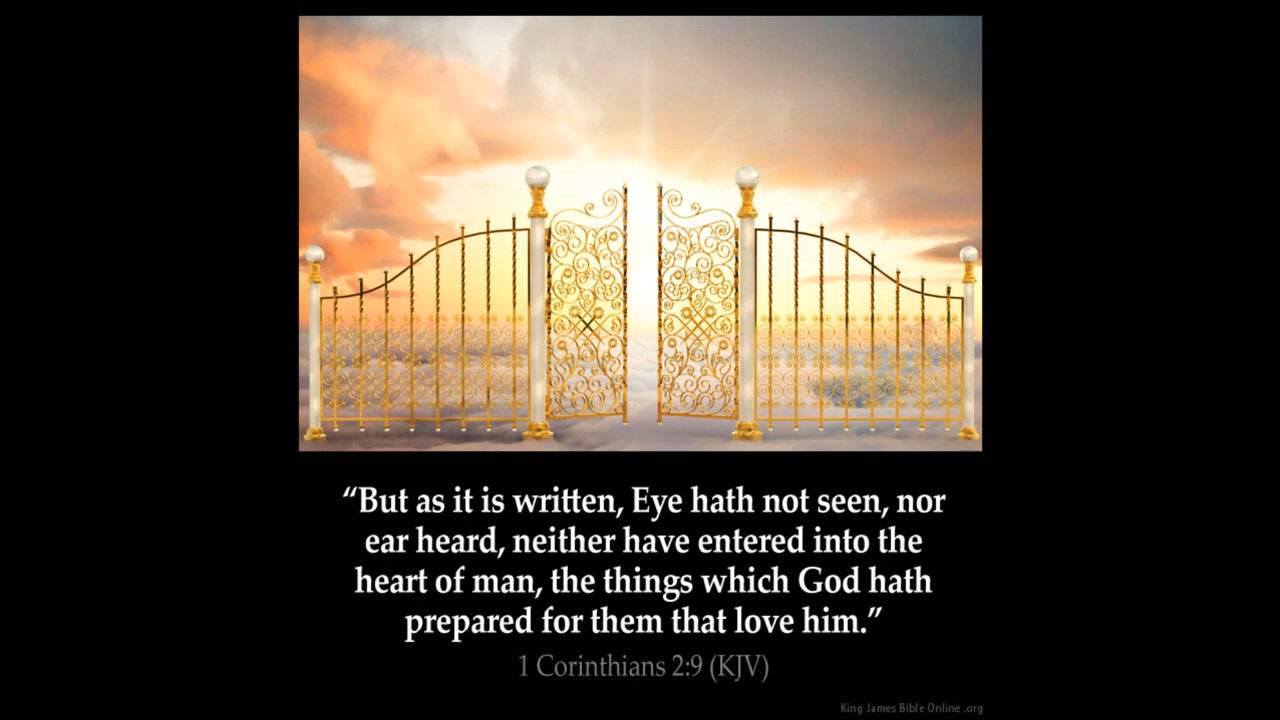 “But as it is written, Eye hath not seen, nor
ear heard, neither have entered into the
heart of man, the things which God hath
prepared for them that love him.”
1 Corinthians 2:9 (KJV)
King James Bible Online .org